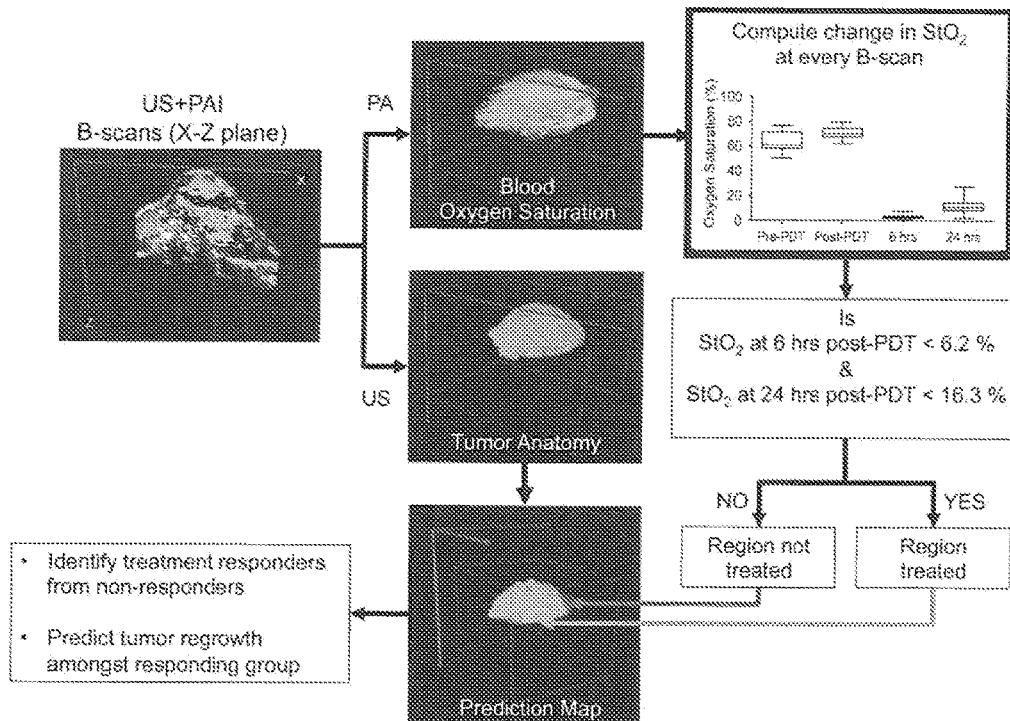 US+PAI
B-scans (X-Z plane)
X
Z
PA
US
Blood
Oxygen Saturation
Tumor Anatomy
Compute change in StO₂
at every B-scan
Oxygen Saturation (%)
100
80
60
40
20
0
Pre-PDT
Post-PDT
6 hrs
24 hrs
Is
StO₂ at 6 hrs post-PDT < 6.2 %
&
StO₂ at 24 hrs post-PDT < 16.3 %
NO
YES
Region not
treated
Region
treated
Prediction Map
• Identify treatment responders
from non-responders
• Predict tumor regrowth
amongst responding group